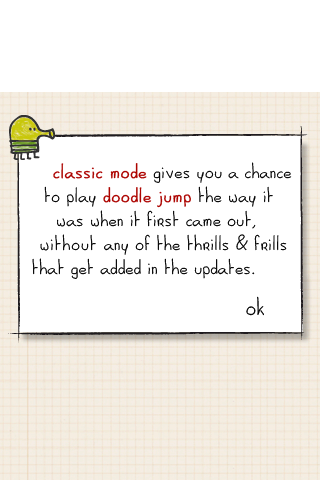 classic mode gives you a chance
to play doodle jump the way it
was when it first came out,
without any of the thrills & frills
that get added in the updates.
ok